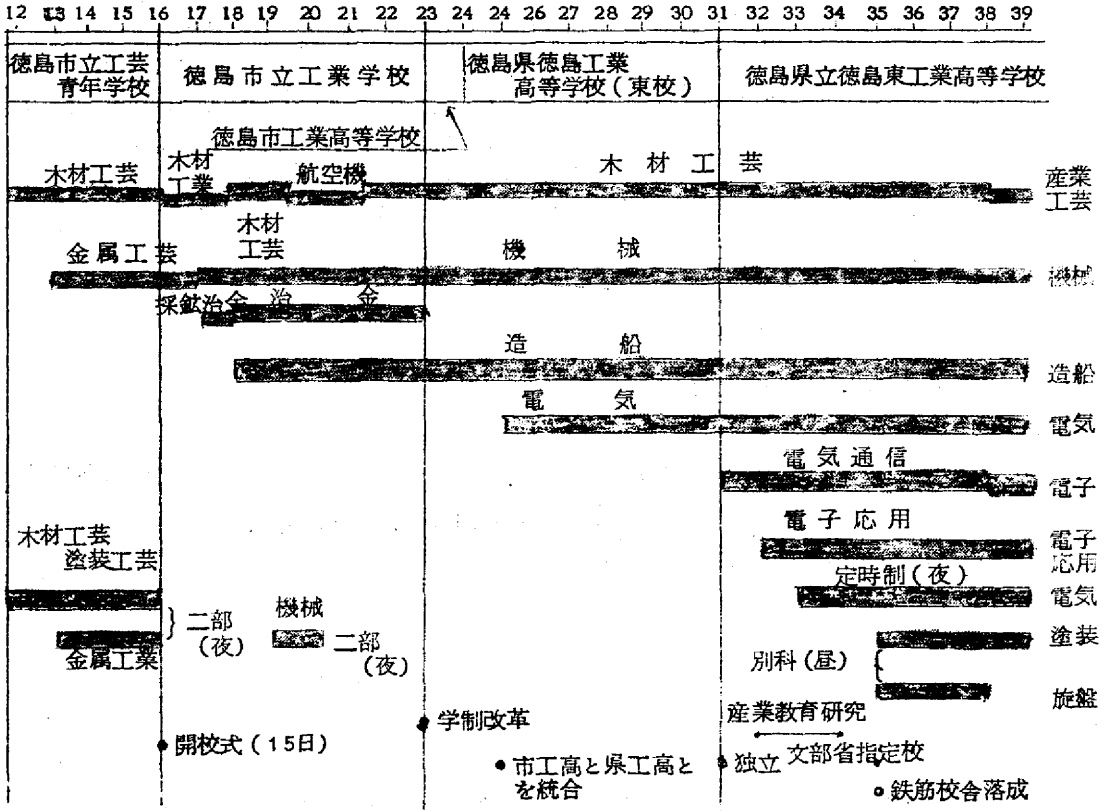 12 13 14 15 16 17 18 19 20 21 22 23 24 25 26 27 28 29 30 31 32 33 34 35 36 37 38 39
徳島市立工芸
青年学校
徳島市立工業学校
徳島県徳島工業
高等学校(東校)
徳島県立徳島東工業高等学校
徳島市工業高等学校
木材工芸
木材
工業
航空機
木材工芸
産業
工芸
木材
工芸
金属工芸
機械
機械
採鉱冶金
冶金
造船
造船
電気
電気
電気通信
電子
電子応用
電子
応用
木材工芸
塗装工芸
定時制(夜)
電気
二部
(夜)
機械
二部
(夜)
塗装
金属工業
別科(昼)
旋盤
産業教育研究
学制改革
開校式(15日)
市工高と県工高と
を統合
独立
文部省指定校
鉄筋校舎落成